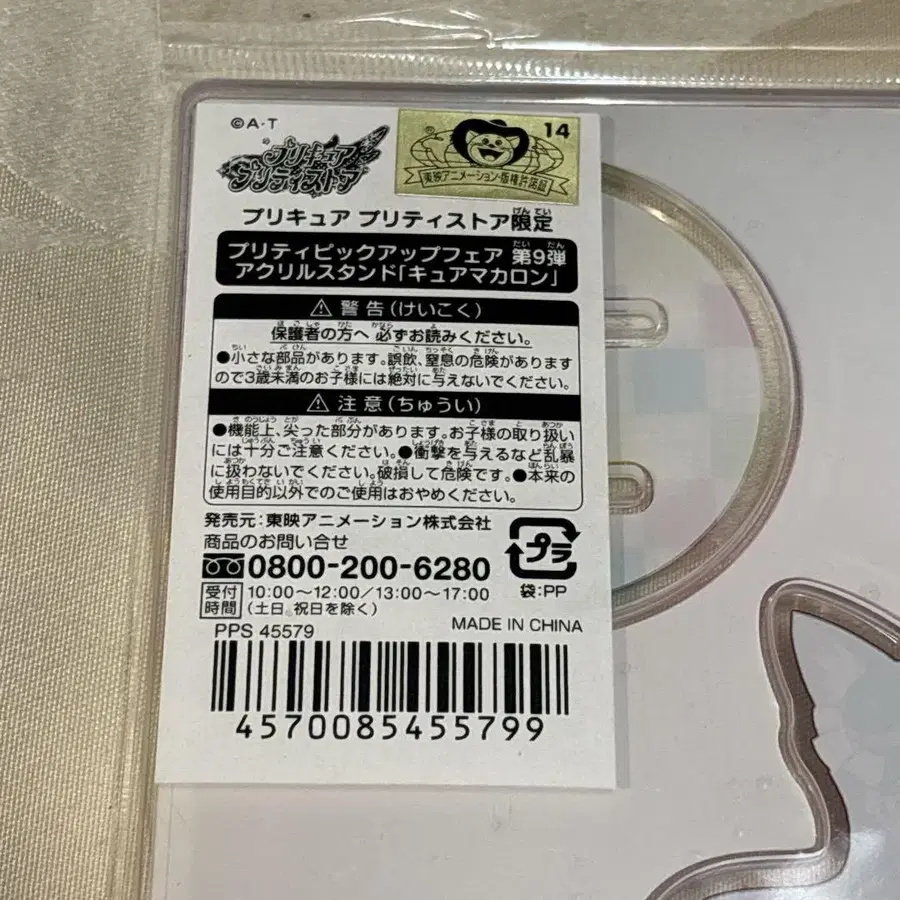 ©A・T
プリキュア
プリティストア
14
東映アニメーション・版権許諾証
プリキュア プリティストア限定
プリティピックアップフェア 第9弾
アクリルスタンド「キュアマカロン」
⚠ 警告(けいこく)
保護者の方へ 必ずお読みください。
●小さな部品があります。誤飲、窒息の危険があります
ので3歳未満のお子様には絶対に与えないでください。
⚠ 注意(ちゅうい)
●機能上、尖った部分があります。お子様の取り扱い
には十分ご注意ください。●衝撃を与えるなど乱暴
に扱わないでください。破損して危険です。●本来の
使用目的以外でのご使用はおやめください。
発売元:東映アニメーション株式会社
商品のお問い合せ
0800-200-6280
受付時間 10:00〜12:00/13:00〜17:00
(土日、祝日を除く)
プラ
袋:PP
PPS 45579
MADE IN CHINA
4570085455799